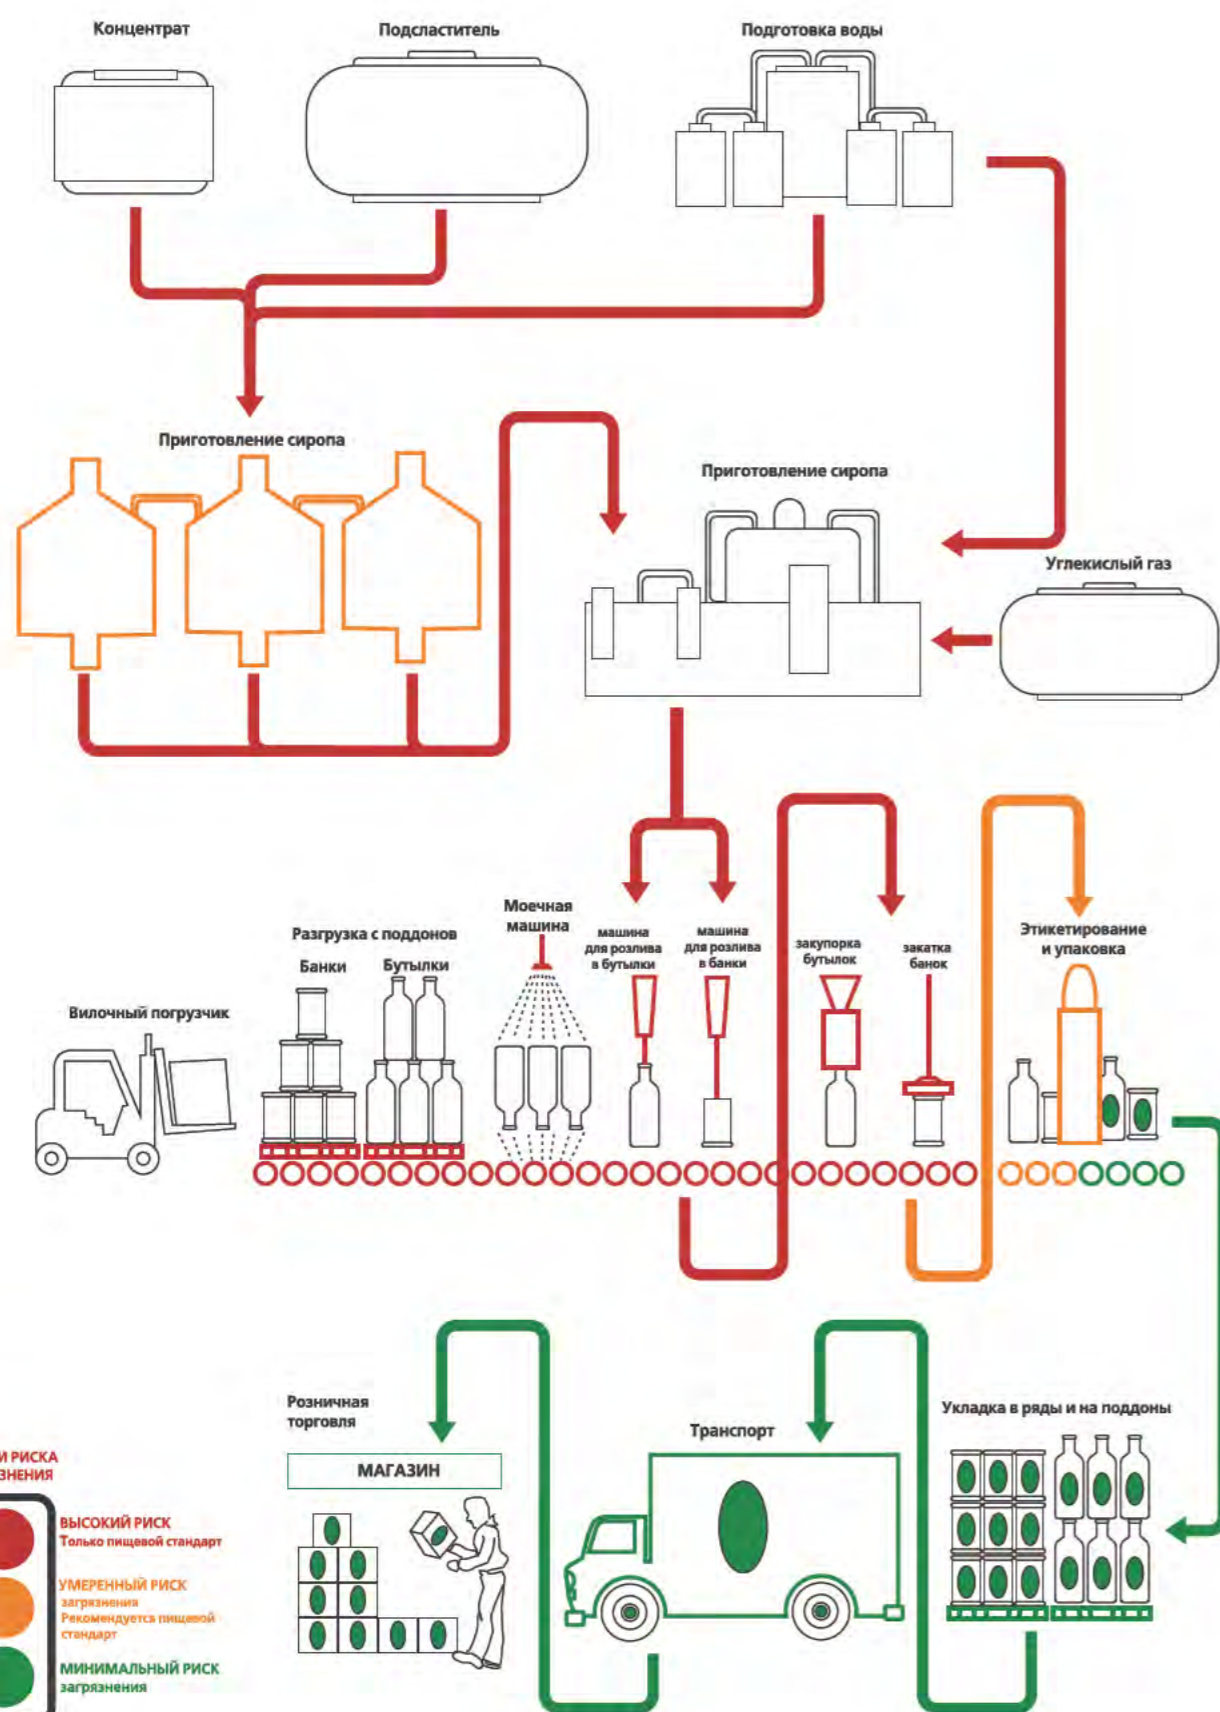 Концентрат
Подсластитель
Подготовка воды
Приготовление сиропа
Приготовление сиропа
Углекислый газ
Моечная
машина
машина
для розлива
в бутылки
машина
для розлива
в банки
закупорка
бутылок
закатка
банок
Этикетирование
и упаковка
Разгрузка с поддонов
Банки
Бутылки
Вилочный погрузчик
Розничная
торговля
МАГАЗИН
Транспорт
Укладка в ряды и на поддоны
И РИСКА
ЗНЕНИЯ
ВЫСОКИЙ РИСК
Только пищевой стандарт
УМЕРЕННЫЙ РИСК
загрязнения
Рекомендуется пищевой
стандарт
МИНИМАЛЬНЫЙ РИСК
загрязнения